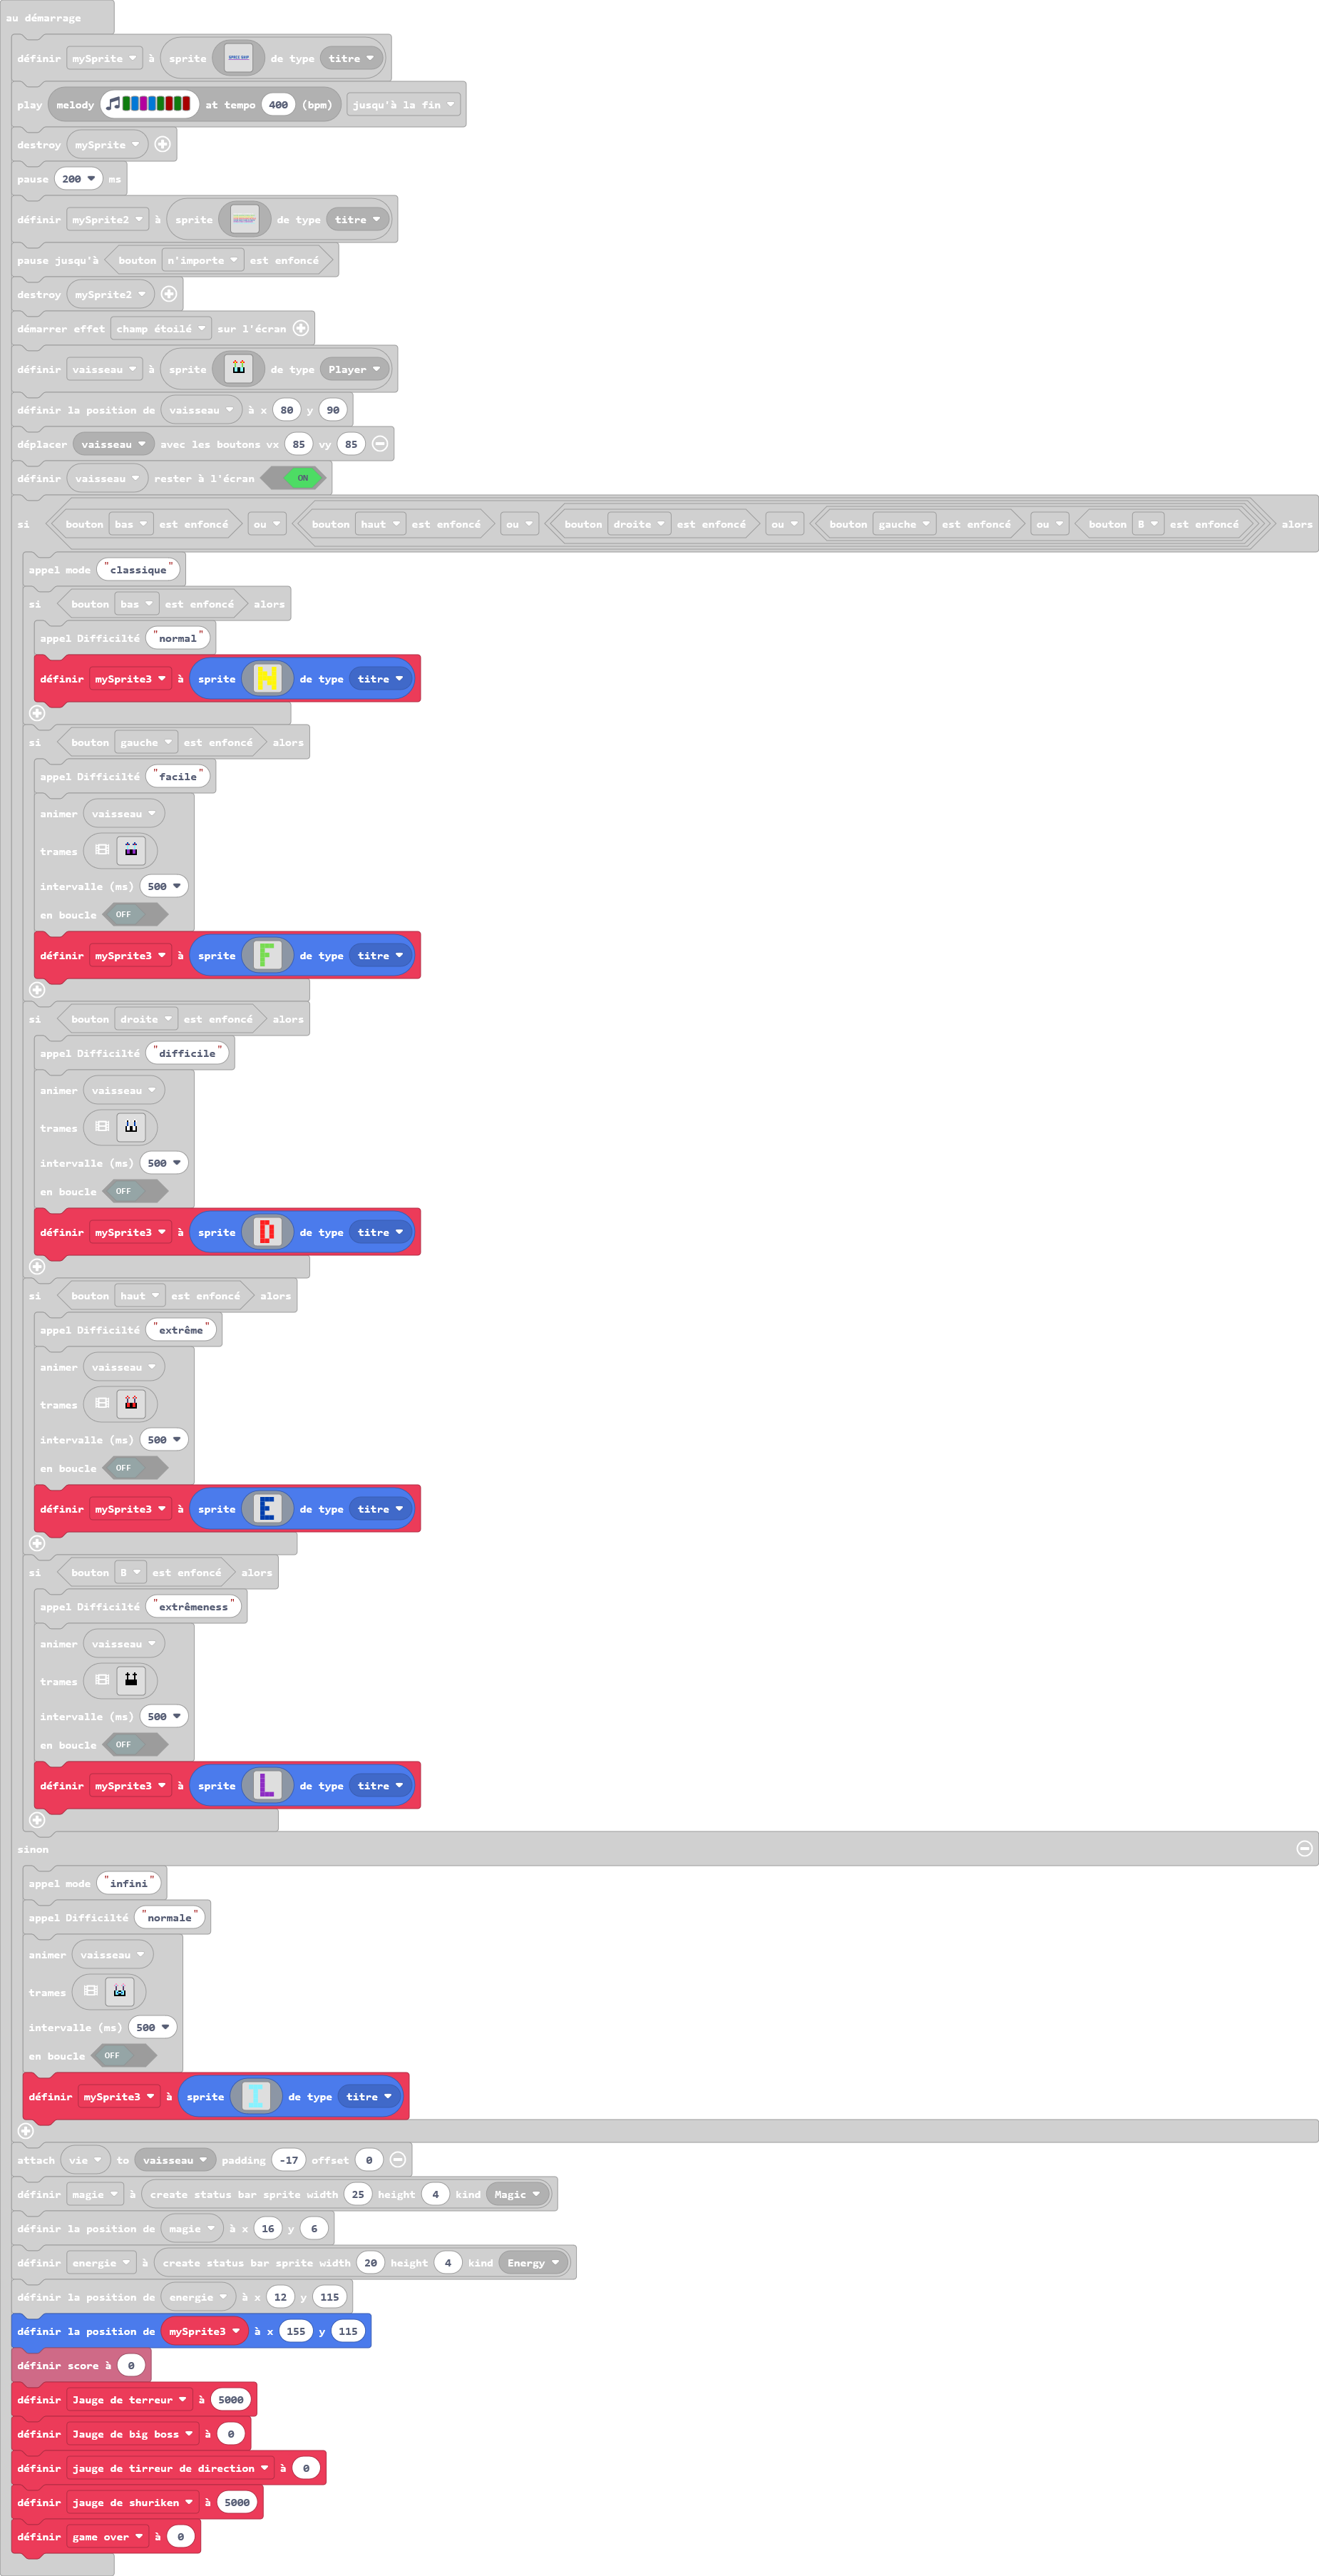 au démarrage
définir mySprite à sprite SPACE SHIP de type titre
play melody at tempo 400 (bpm) jusqu'à la fin
destroy mySprite
pause 200 ms
définir mySprite2 à sprite de type titre
pause jusqu'à bouton n'importe est enfoncé
destroy mySprite2
démarrer effet champ étoilé sur l'écran
définir vaisseau à sprite de type Player
définir la position de vaisseau à x 80 y 90
déplacer vaisseau avec les boutons vx 85 vy 85
définir vaisseau rester à l'écran ON
si bouton bas est enfoncé ou bouton haut est enfoncé ou bouton droite est enfoncé ou bouton gauche est enfoncé ou bouton B est enfoncé alors
appel mode "classique"
si bouton bas est enfoncé alors
appel Difficilté "normal"
définir mySprite3 à sprite N de type titre
si bouton gauche est enfoncé alors
appel Difficilté "facile"
animer vaisseau
trames
intervalle (ms) 500
en boucle OFF
définir mySprite3 à sprite F de type titre
si bouton droite est enfoncé alors
appel Difficilté "difficile"
animer vaisseau
trames
intervalle (ms) 500
en boucle OFF
définir mySprite3 à sprite D de type titre
si bouton haut est enfoncé alors
appel Difficilté "extrême"
animer vaisseau
trames
intervalle (ms) 500
en boucle OFF
définir mySprite3 à sprite E de type titre
si bouton B est enfoncé alors
appel Difficilté "extrêmeness"
animer vaisseau
trames
intervalle (ms) 500
en boucle OFF
définir mySprite3 à sprite L de type titre
sinon
appel mode "infini"
appel Difficilté "normale"
animer vaisseau
trames
intervalle (ms) 500
en boucle OFF
définir mySprite3 à sprite I de type titre
attach vie to vaisseau padding -17 offset 0
définir magie à create status bar sprite width 25 height 4 kind Magic
définir la position de magie à x 16 y 6
définir energie à create status bar sprite width 20 height 4 kind Energy
définir la position de energie à x 12 y 115
définir la position de mySprite3 à x 155 y 115
définir score à 0
définir Jauge de terreur à 5000
définir Jauge de big boss à 0
définir jauge de tirreur de direction à 0
définir jauge de shuriken à 5000
définir game over à 0